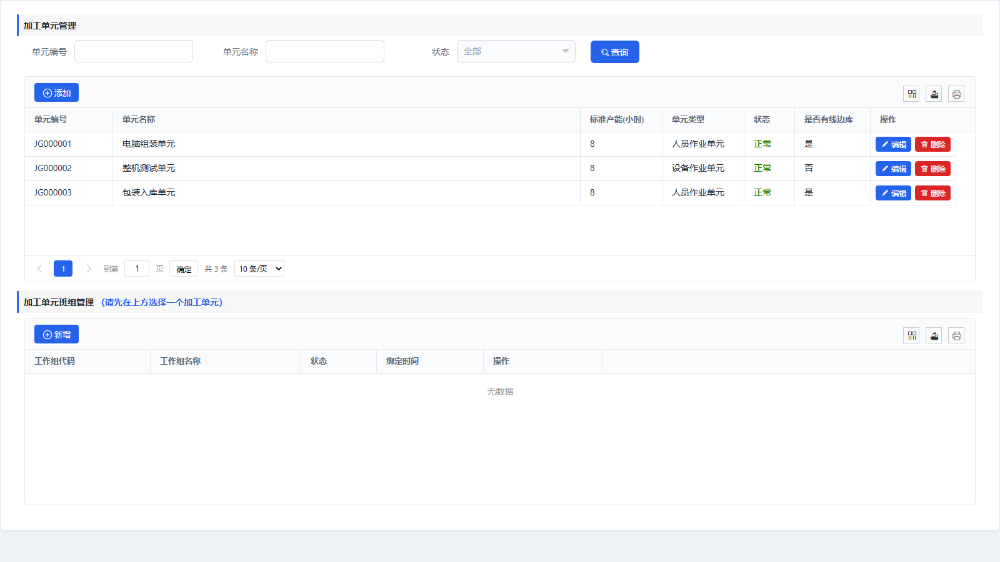 加工单元管理
单元编号 单元名称 状态 全部 查询
添加
单元编号 单元名称 标准产能(小时) 单元类型 状态 是否有线边库 操作
JG000001 电脑组装单元 8 人员作业单元 正常 是 编辑 删除
JG000002 整机测试单元 8 设备作业单元 正常 否 编辑 删除
JG000003 包装入库单元 8 人员作业单元 正常 是 编辑 删除
1 到第 1 页 确定 共 3 条 10 条/页
加工单元班组管理 （请先在上方选择一个加工单元）
新增
工作组代码 工作组名称 状态 绑定时间 操作
无数据